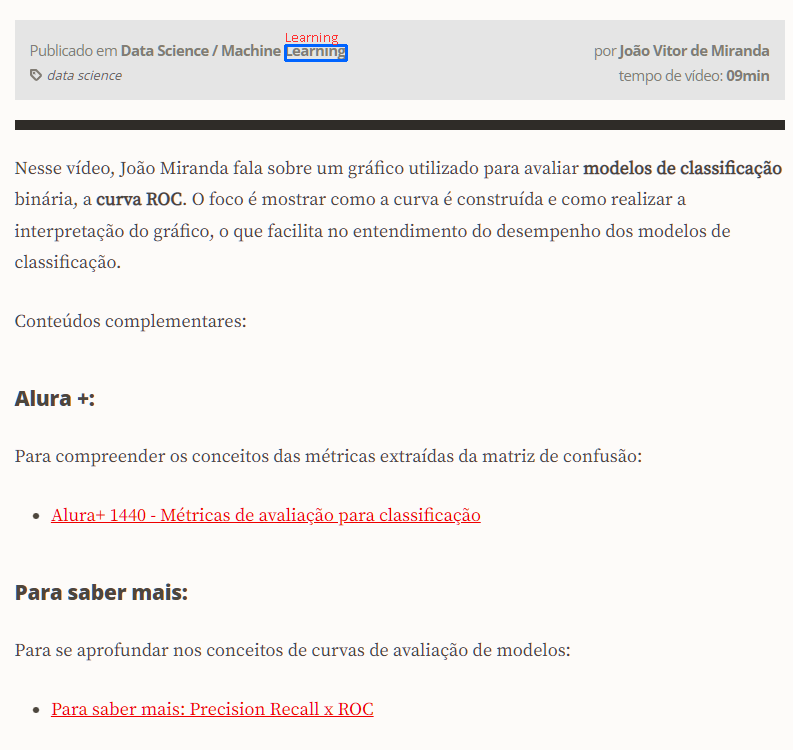 Learning
Publicado em Data Science / Machine Learning
por João Vitor de Miranda
data science
tempo de vídeo: 09min
Nesse vídeo, João Miranda fala sobre um gráfico utilizado para avaliar modelos de classificação
binária, a curva ROC. O foco é mostrar como a curva é construída e como realizar a
interpretação do gráfico, o que facilita no entendimento do desempenho dos modelos de
classificação.
Conteúdos complementares:
Alura +:
Para compreender os conceitos das métricas extraídas da matriz de confusão:
• Alura+ 1440 - Métricas de avaliação para classificação
Para saber mais:
Para se aprofundar nos conceitos de curvas de avaliação de modelos:
• Para saber mais: Precision Recall x ROC